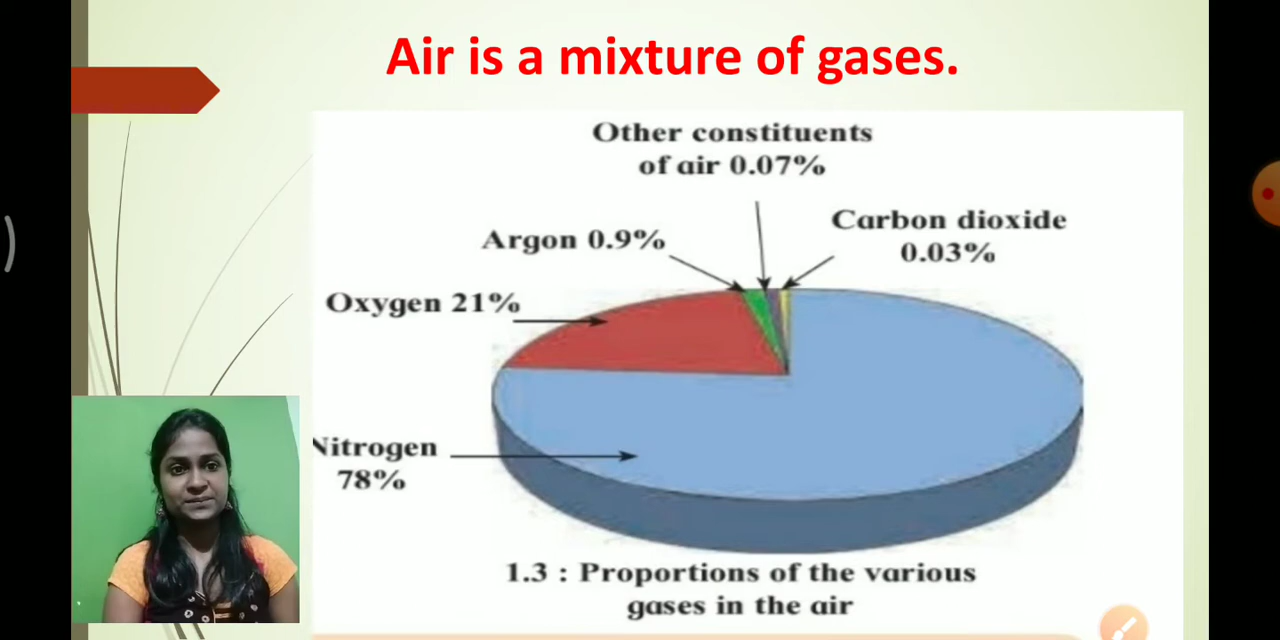 Air is a mixture of gases.
Other constituents
of air 0.07%
Carbon dioxide
0.03%
Argon 0.9%
Oxygen 21%
Nitrogen
78%
1.3 : Proportions of the various
gases in the air